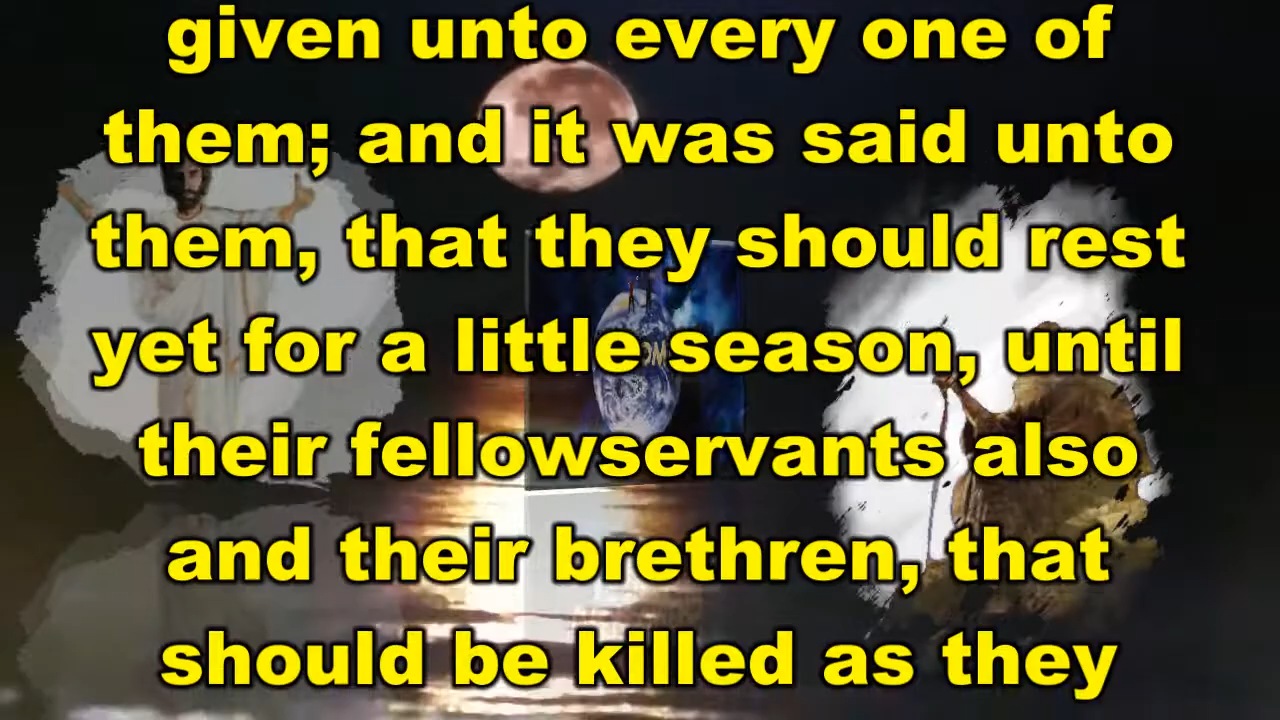 given unto every one of
them; and it was said unto
them, that they should rest
yet for a little season, until
their fellowservants also
and their brethren, that
should be killed as they